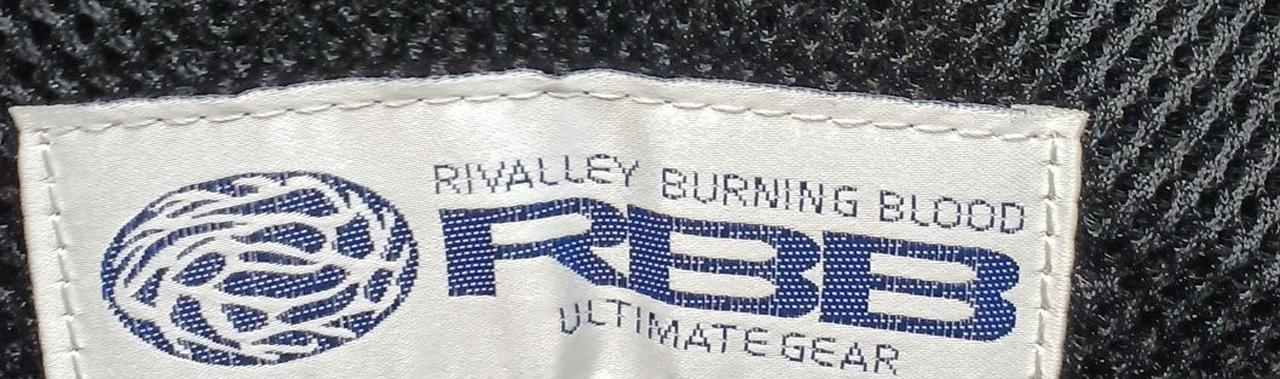 RIVALLEY BURNING BLOOD
RBB
ULTIMATE GEAR